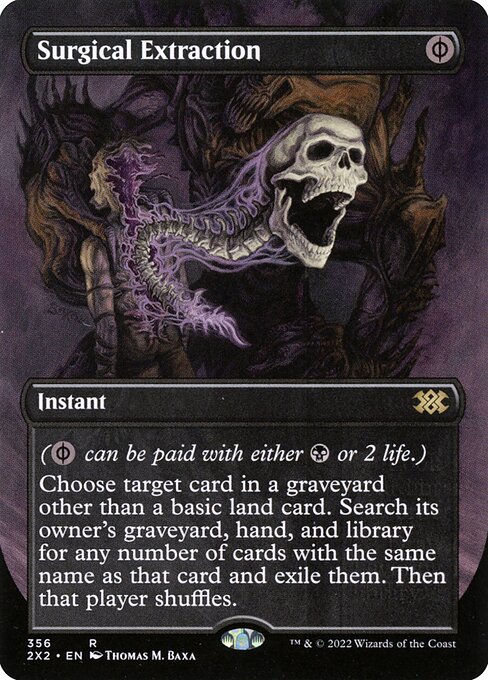 Surgical Extraction
Instant
( can be paid with either or 2 life.)
Choose target card in a graveyard
other than a basic land card. Search its
owner's graveyard, hand, and library
for any number of cards with the same
name as that card and exile them. Then
that player shuffles.
356 R
2X2 • EN Thomas M. Baxa
™ & © 2022 Wizards of the Coast